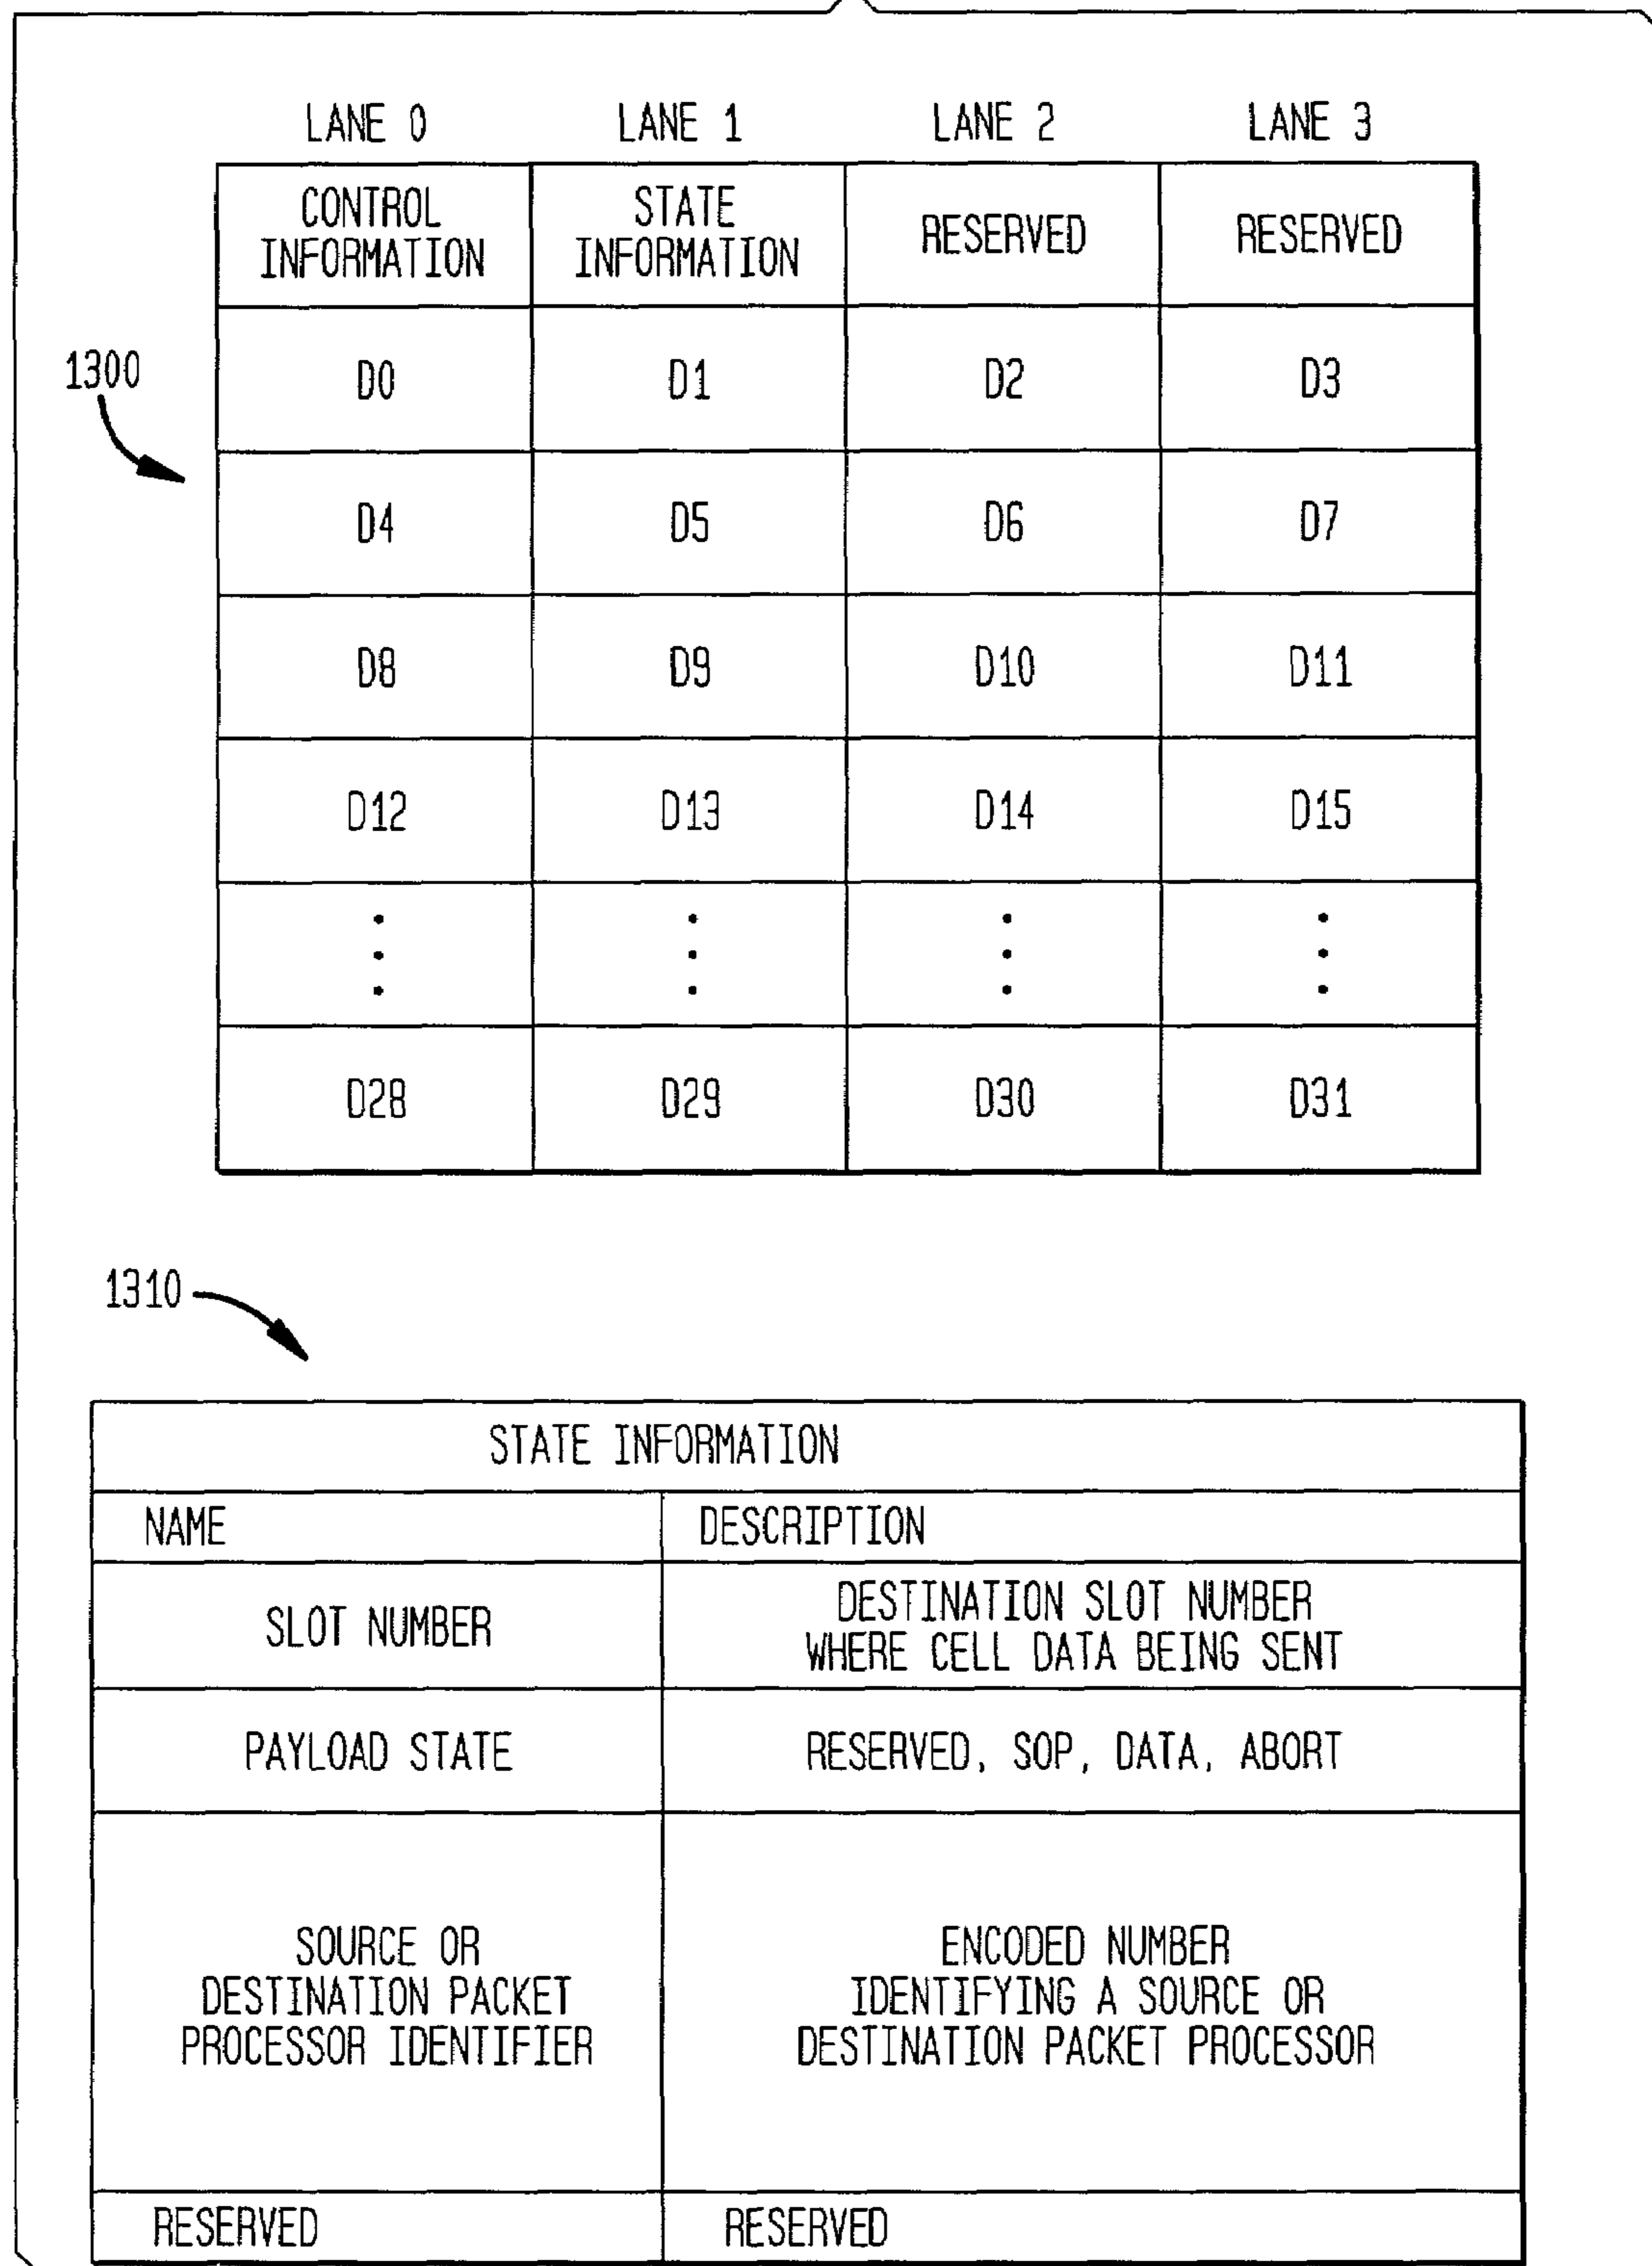 LANE 0 LANE 1 LANE 2 LANE 3
CONTROL INFORMATION STATE INFORMATION RESERVED RESERVED
1300
D0 D1 D2 D3
D4 D5 D6 D7
D8 D9 D10 D11
D12 D13 D14 D15
D28 D29 D30 D31
1310
STATE INFORMATION
NAME DESCRIPTION
SLOT NUMBER
DESTINATION SLOT NUMBER
WHERE CELL DATA BEING SENT
PAYLOAD STATE
RESERVED, SOP, DATA, ABORT
SOURCE OR
DESTINATION PACKET
PROCESSOR IDENTIFIER
ENCODED NUMBER
IDENTIFYING A SOURCE OR
DESTINATION PACKET PROCESSOR
RESERVED RESERVED